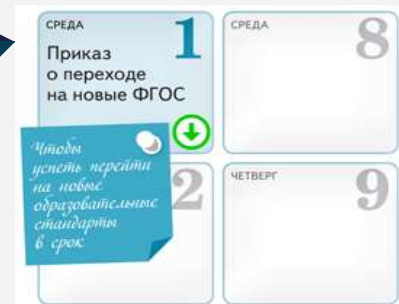 СРЕДА
1
Приказ
о переходе
на новые ФГОС
Чтобы
успеть перейти
на новые
образовательные
стандарты
в срок
2
СРЕДА
8
ЧЕТВЕРГ
9